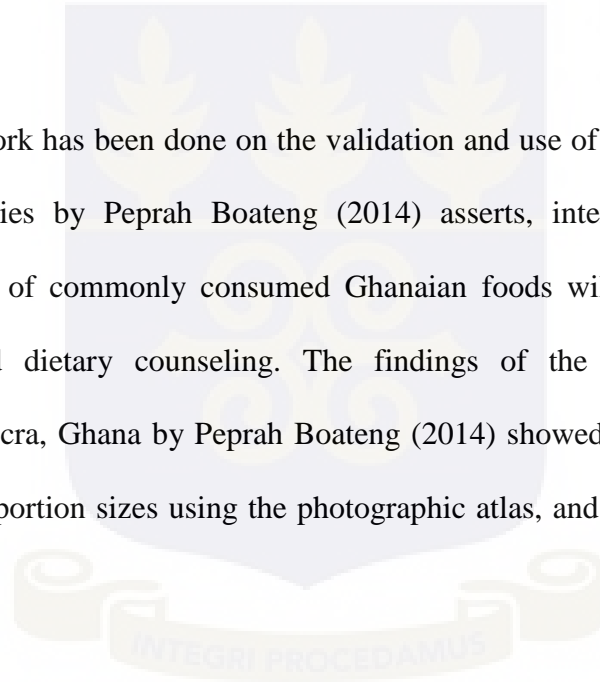 ork has been done on the validation and use of
ies by Peprah Boateng (2014) asserts, inte
of commonly consumed Ghanaian foods wi
l dietary counseling. The findings of the
cra, Ghana by Peprah Boateng (2014) showed
portion sizes using the photographic atlas, and
INTEGRI PROCEDAMUS